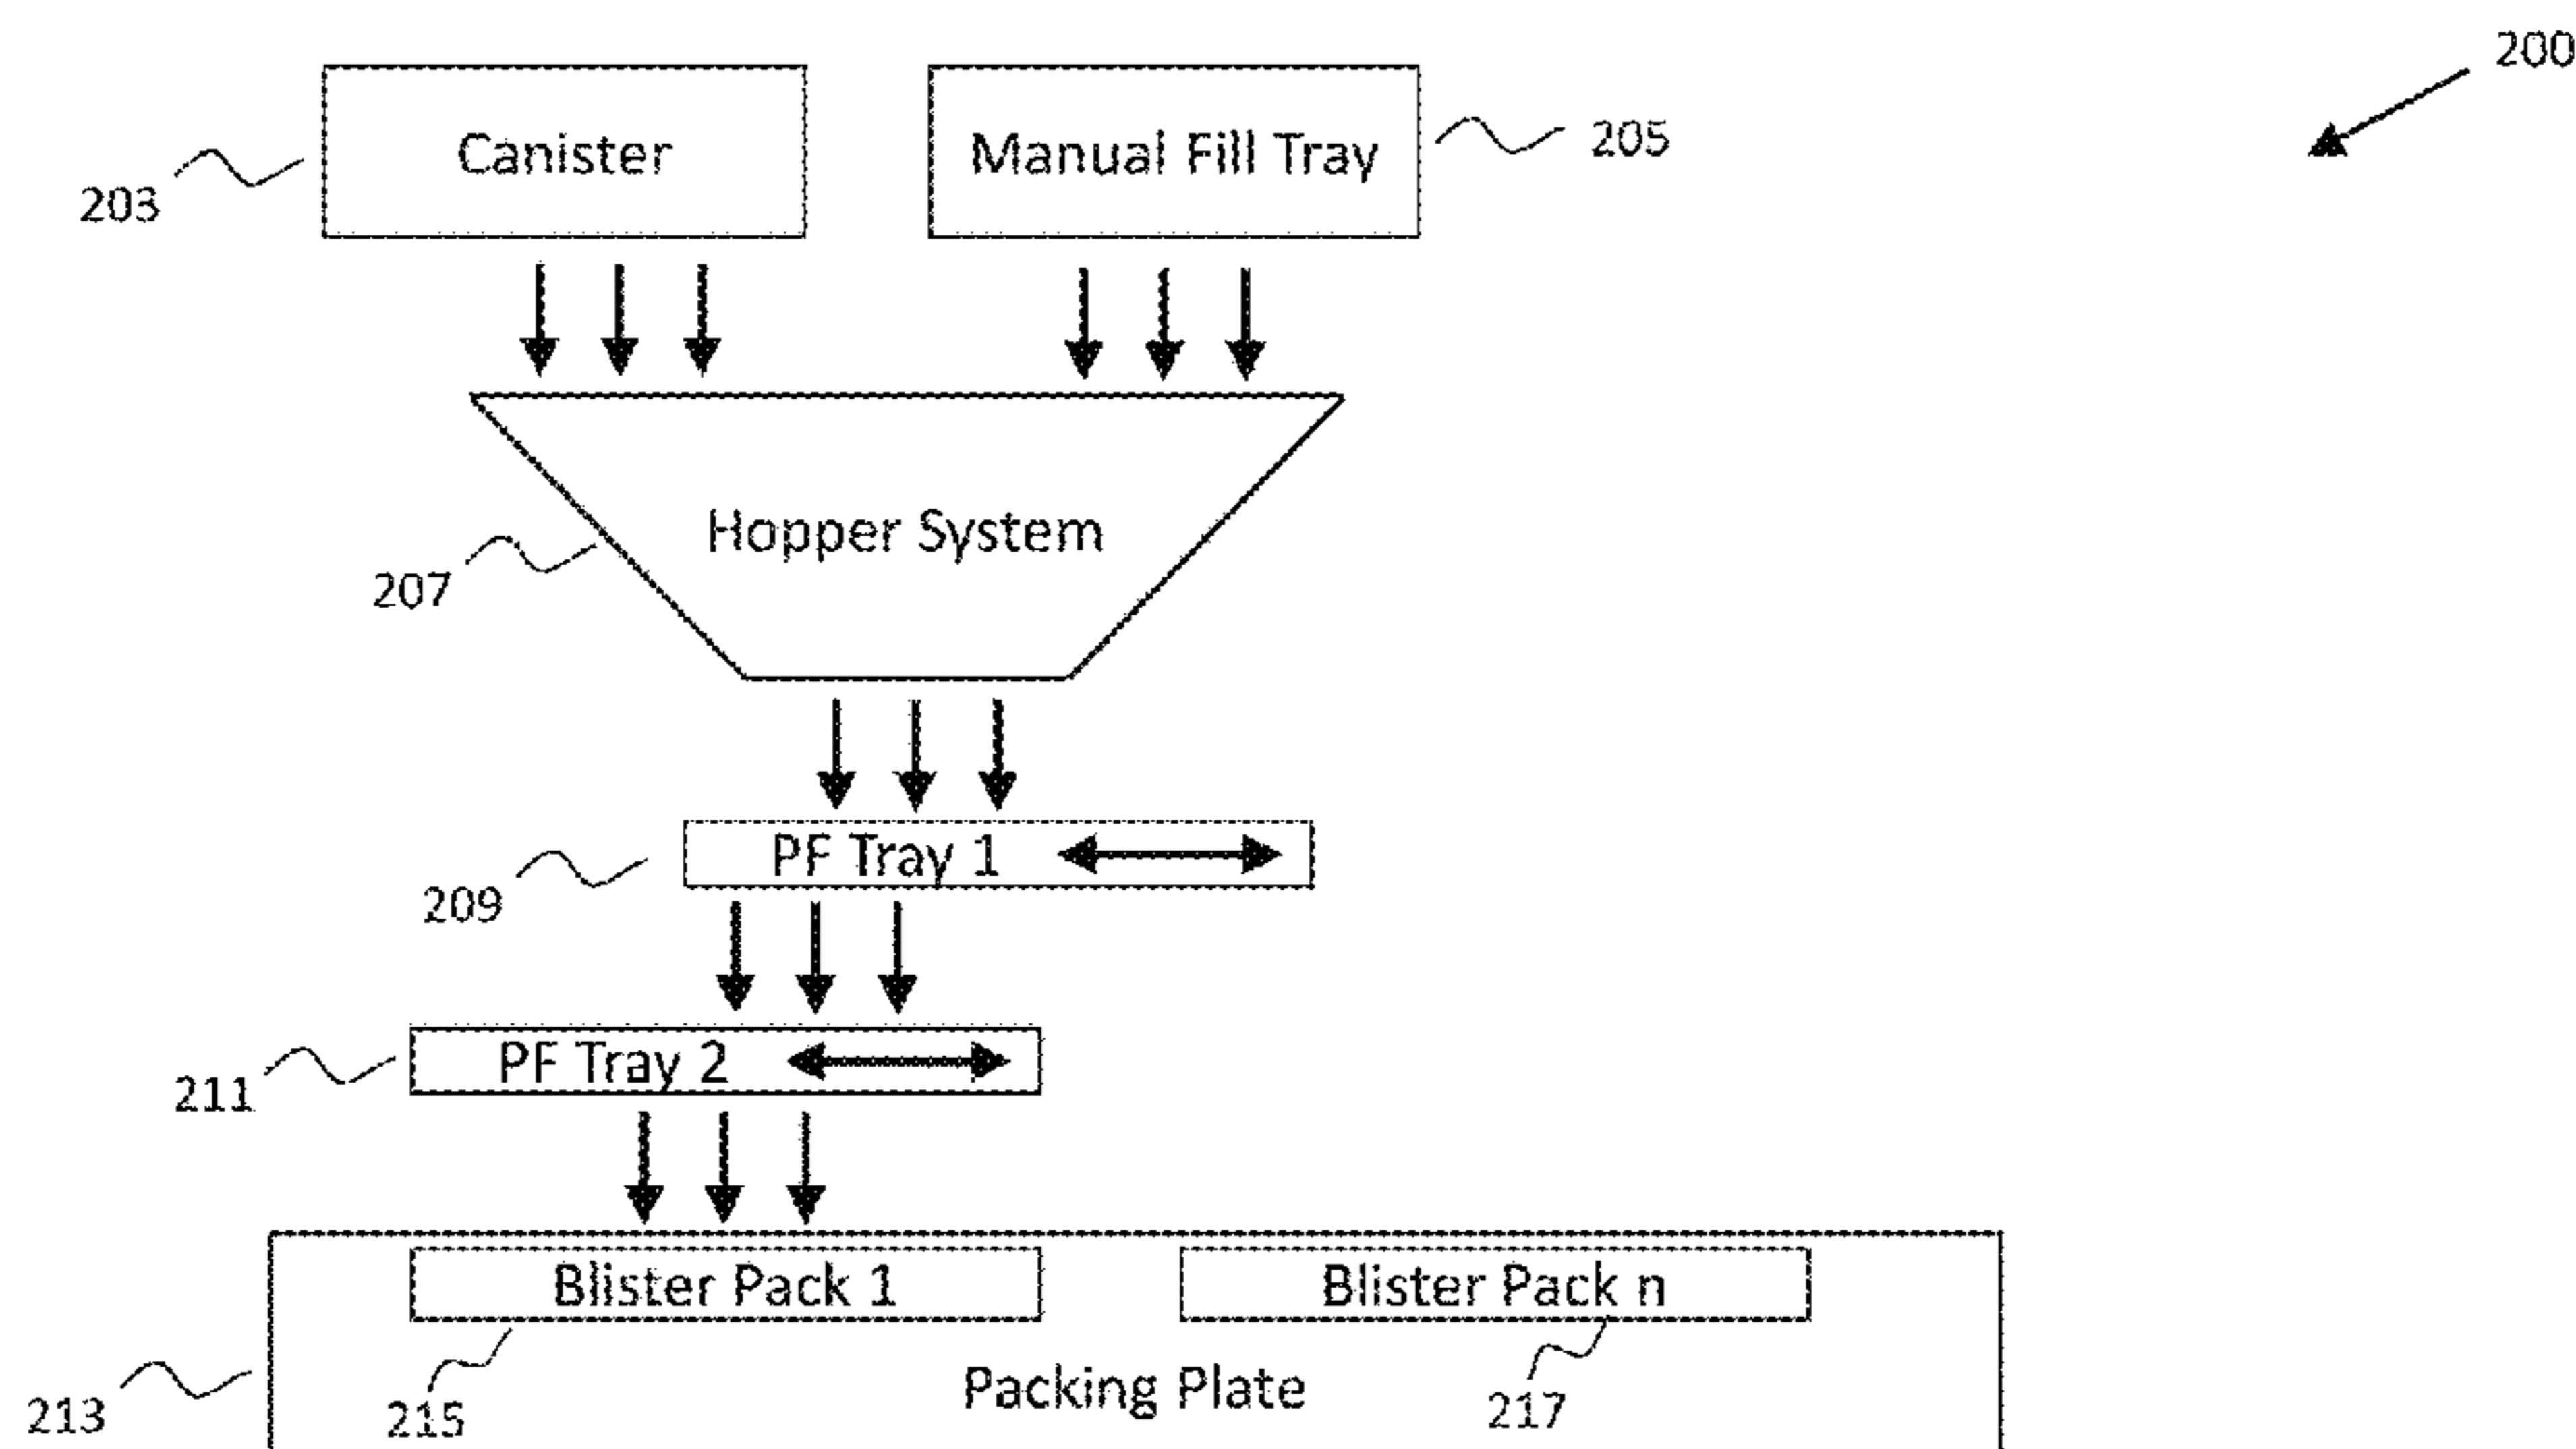 200
Canister
Manual Fill Tray
205
203
Hopper System
207
PF Tray 1
209
PF Tray 2
211
Blister Pack 1
Blister Pack n
Packing Plate
213
215
217